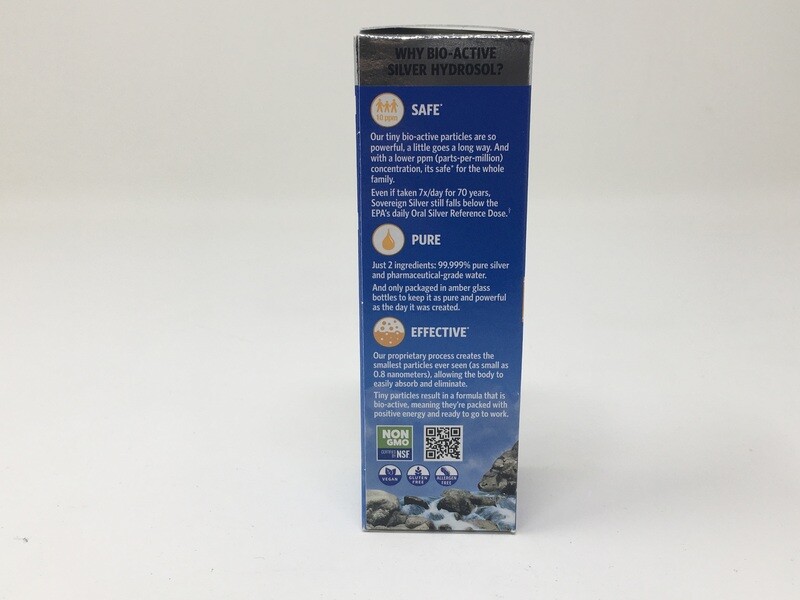 WHY BIO-ACTIVE
SILVER HYDROSOL?
10 ppm
SAFE*
Our tiny bio-active particles are so
powerful, a little goes a long way. And
with a lower ppm (parts-per-million)
concentration, its safe* for the whole
family.
Even if taken 7x/day for 70 years,
Sovereign Silver still falls below the
EPA's daily Oral Silver Reference Dose.†
PURE
Just 2 ingredients: 99.999% pure silver
and pharmaceutical-grade water.
And only packaged in amber glass
bottles to keep it as pure and powerful
as the day it was created.
EFFECTIVE*
Our proprietary process creates the
smallest particles ever seen (as small as
0.8 nanometers), allowing the body to
easily absorb and eliminate.
Tiny particles result in a formula that is
bio-active, meaning they're packed with
positive energy and ready to go to work.
NON
GMO
CERTIFIED BY NSF
VEGAN
GLUTEN
FREE
ALLERGEN
FREE